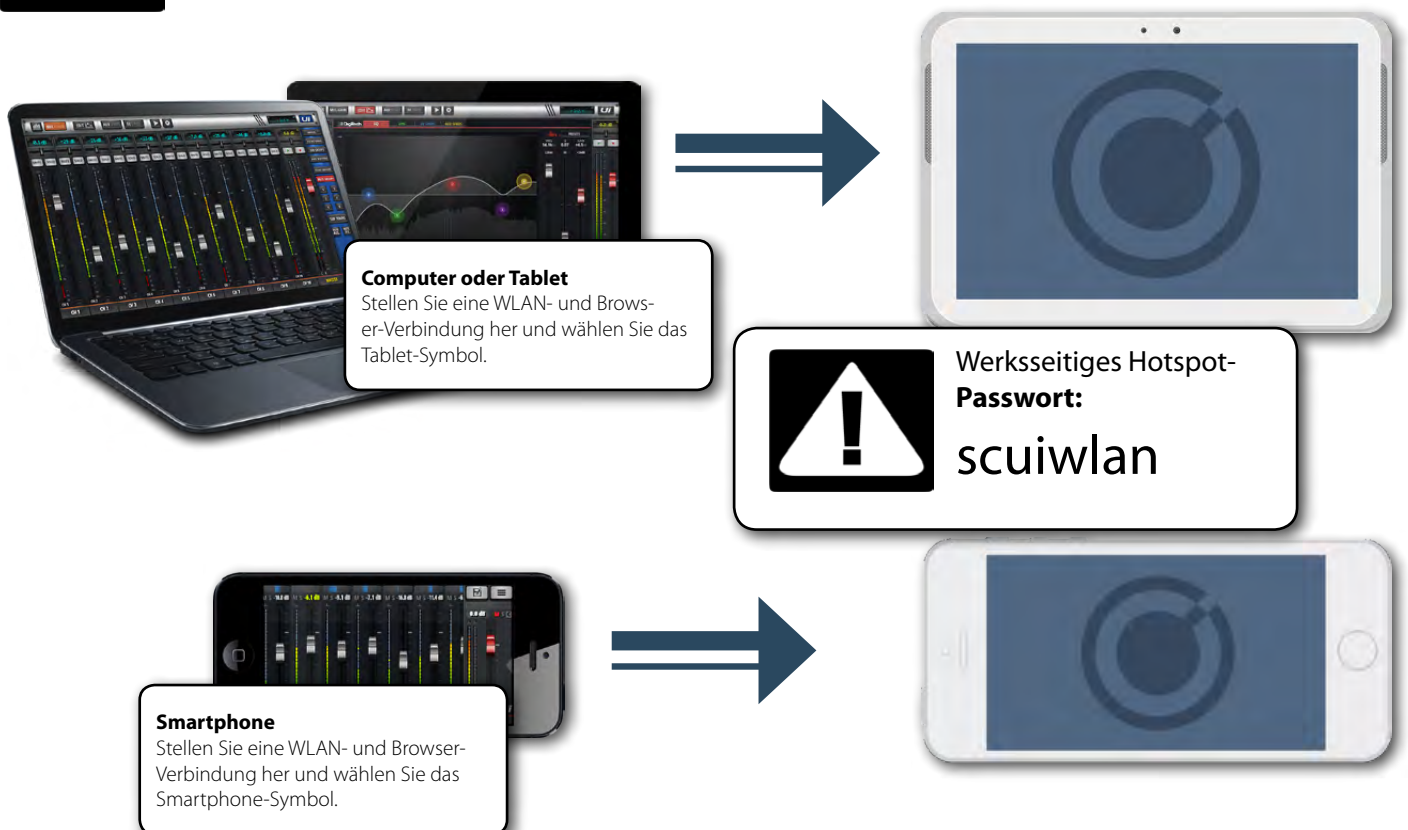 Computer oder Tablet
Stellen Sie eine WLAN- und Brows-
er-Verbindung her und wählen Sie das
Tablet-Symbol.
Werksseitiges Hotspot-
Passwort:
scuiwlan
Smartphone
Stellen Sie eine WLAN- und Browser-
Verbindung her und wählen Sie das
Smartphone-Symbol.